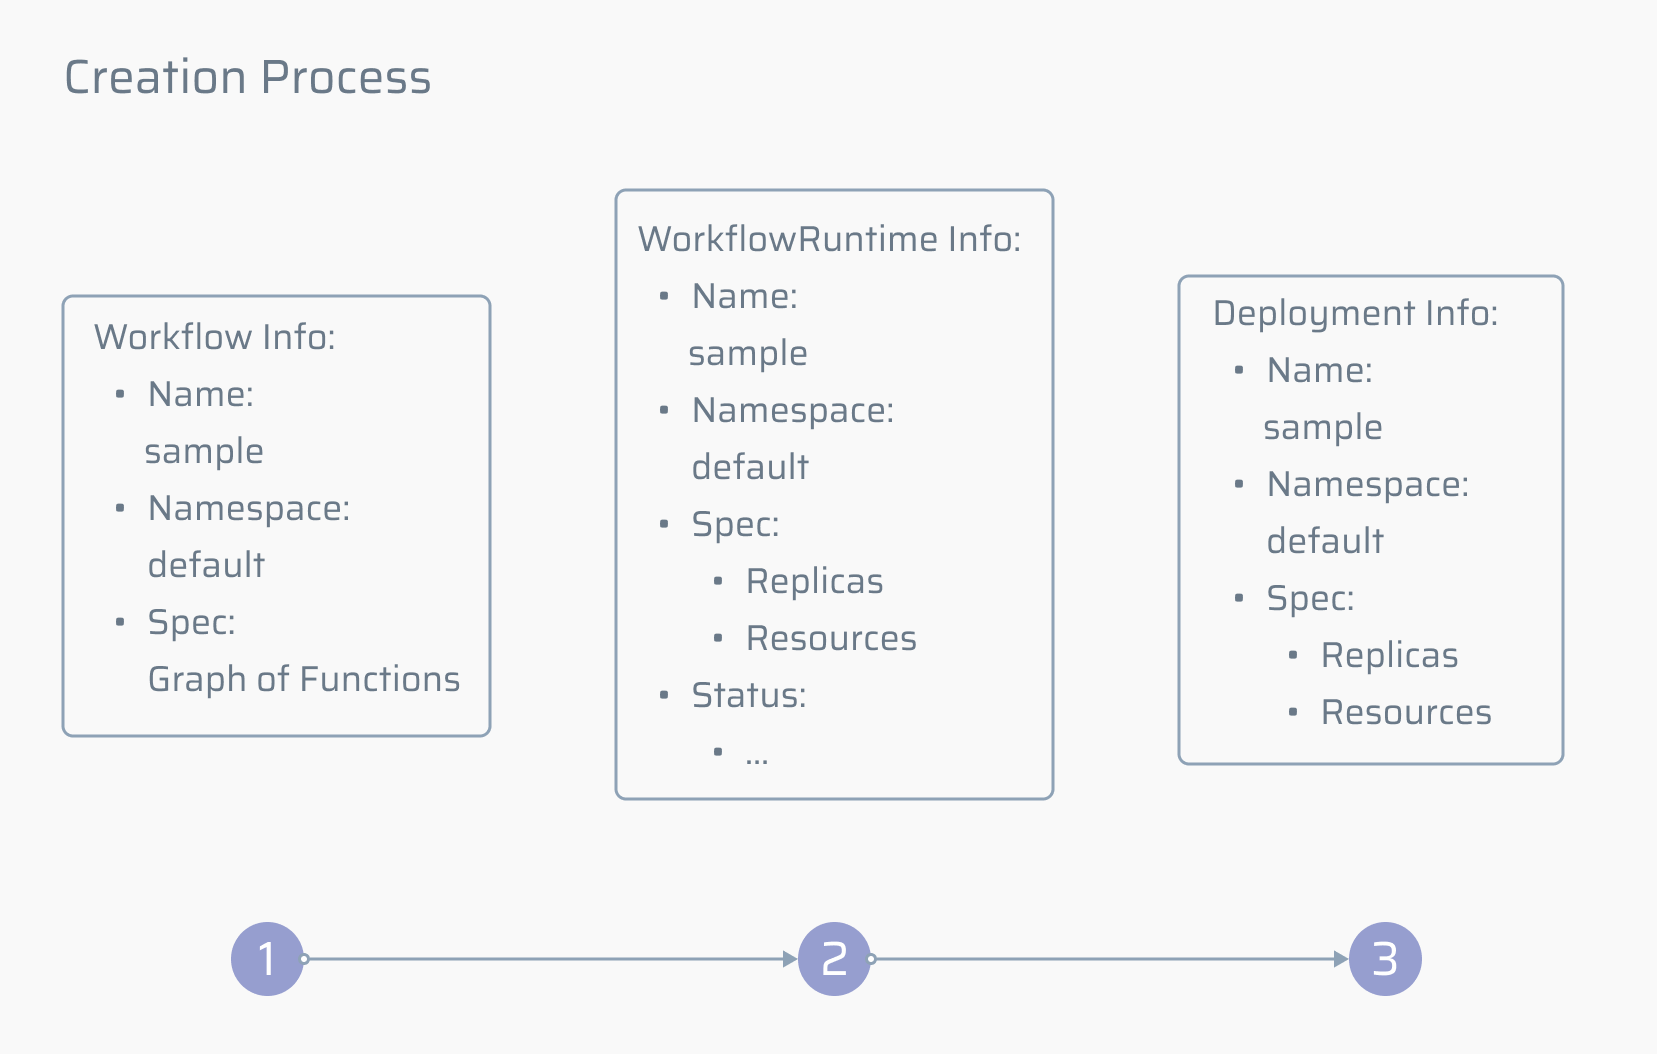 Creation Process
Workflow Info:
▪ Name:
sample
▪ Namespace:
default
▪ Spec:
Graph of Functions
WorkflowRuntime Info:
▪ Name:
sample
▪ Namespace:
default
▪ Spec:
▪ Replicas
▪ Resources
▪ Status:
▪ ...
Deployment Info:
▪ Name:
sample
▪ Namespace:
default
▪ Spec:
▪ Replicas
▪ Resources
1
2
3